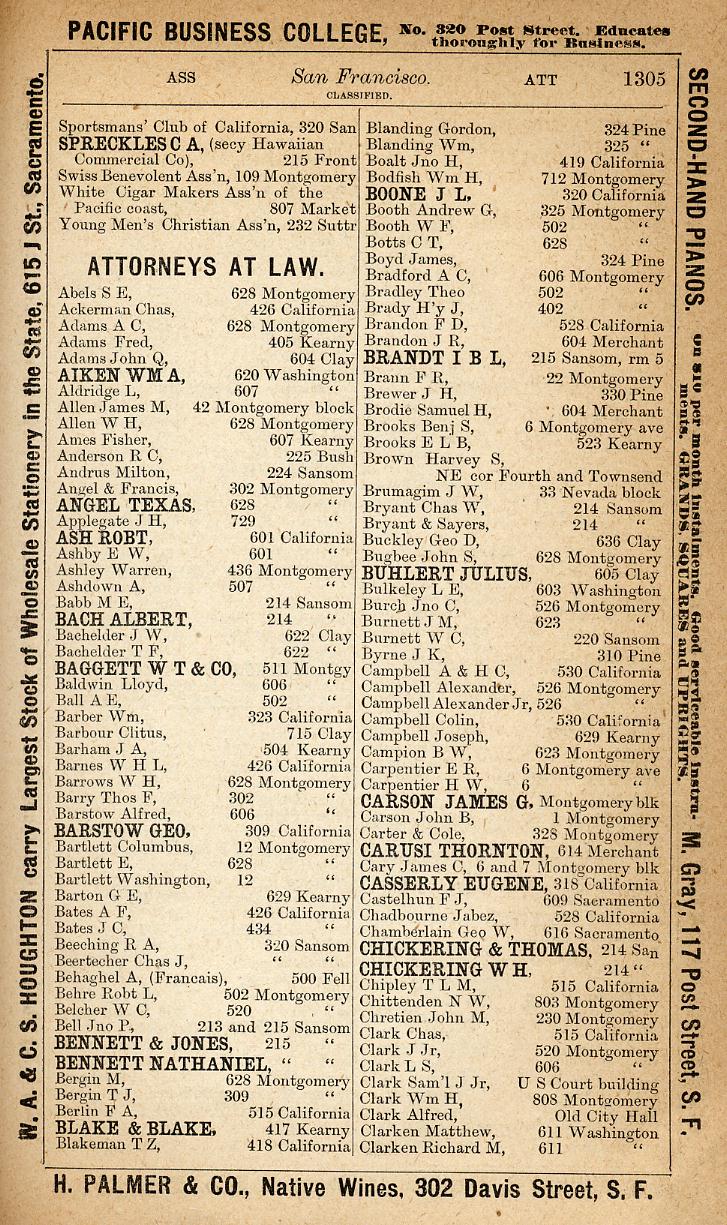 PACIFIC BUSINESS COLLEGE, No. 320 Post Street. Educates
thoroughly for Business.
ASS San Francisco. ATT 1305
CLASSIFIED.
Sportsmans' Club of California, 320 San
SPRECKLES C A, (secy Hawaiian
Commercial Co), 215 Front
Swiss Benevolent Ass'n, 109 Montgomery
White Cigar Makers Ass'n of the
Pacific coast, 807 Market
Young Men's Christian Ass'n, 232 Suttr
ATTORNEYS AT LAW.
Abels S E, 628 Montgomery
Ackerman Chas, 426 California
Adams A C, 628 Montgomery
Adams Fred, 405 Kearny
Adams John Q, 604 Clay
AIKEN WM A, 620 Washington
Aldridge L, 607 "
Allen James M, 42 Montgomery block
Allen W H, 628 Montgomery
Ames Fisher, 607 Kearny
Anderson R C, 225 Bush
Andrus Milton, 224 Sansom
Angel & Francis, 302 Montgomery
ANGEL TEXAS, 628 "
Applegate J H, 729 "
ASH ROBT, 601 California
Ashby E W, 601 "
Ashley Warren, 436 Montgomery
Ashdown A, 507 "
Babb M E, 214 Sansom
BACH ALBERT, 214 "
Bachelder J W, 622 Clay
Bachelder T F, 622 "
BAGGETT W T & CO, 511 Montgy
Baldwin Lloyd, 606 "
Ball A E, 502 "
Barber Wm, 323 California
Barbour Clitus, 715 Clay
Barham J A, 504 Kearny
Barnes W H L, 426 California
Barrows W H, 628 Montgomery
Barry Thos F, 302 "
Barstow Alfred, 606 "
BARSTOW GEO, 309 California
Bartlett Columbus, 12 Montgomery
Bartlett E, 628 "
Bartlett Washington, 12 "
Barton G E, 629 Kearny
Bates A F, 426 California
Bates J C, 434 "
Beeching R A, 320 Sansom
Beertecher Chas J, " "
Behaghel A, (Francais), 500 Fell
Behre Robt L, 502 Montgomery
Belcher W C, 520 "
Bell Jno P, 213 and 215 Sansom
BENNETT & JONES, 215 "
BENNETT NATHANIEL, " "
Bergin M, 628 Montgomery
Bergin T J, 309 "
Berlin F A, 515 California
BLAKE & BLAKE, 417 Kearny
Blakeman T Z, 418 California
Blanding Gordon, 324 Pine
Blanding Wm, 325 "
Boalt Jno H, 419 California
Bodfish Wm H, 712 Montgomery
BOONE J L, 320 California
Booth Andrew G, 325 Montgomery
Booth W F, 502 "
Botts C T, 628 "
Boyd James, 324 Pine
Bradford A C, 606 Montgomery
Bradley Theo 502 "
Brady H'y J, 402 "
Brandon F D, 528 California
Brandon J R, 604 Merchant
BRANDT I B L, 215 Sansom, rm 5
Brann F R, 22 Montgomery
Brewer J H, 330 Pine
Brodie Samuel H, 604 Merchant
Brooks Benj S, 6 Montgomery ave
Brooks E L B, 523 Kearny
Brown Harvey S,
NE cor Fourth and Townsend
Brumagim J W, 33 Nevada block
Bryant Chas W, 214 Sansom
Bryant & Sayers, 214 "
Buckley Geo D, 636 Clay
Bugbee John S, 628 Montgomery
BUHLERT JULIUS, 605 Clay
Bulkeley L E, 603 Washington
Burch Jno C, 526 Montgomery
Burnett J M, 623 "
Burnett W C, 220 Sansom
Byrne J K, 310 Pine
Campbell A & H C, 530 California
Campbell Alexander, 526 Montgomery
Campbell Alexander Jr, 526 "
Campbell Colin, 530 California
Campbell Joseph, 629 Kearny
Campion B W, 623 Montgomery
Carpentier E R, 6 Montgomery ave
Carpentier H W, 6 "
CARSON JAMES G, Montgomery blk
Carson John B, 1 Montgomery
Carter & Cole, 328 Montgomery
CARUSI THORNTON, 614 Merchant
Cary James C, 6 and 7 Montgomery blk
CASSERLY EUGENE, 318 California
Castelhun F J, 609 Sacramento
Chadbourne Jabez, 528 California
Chamberlain Geo W, 616 Sacramento
CHICKERING & THOMAS, 214 San
CHICKERING W H, 214 "
Chipley T L M, 515 California
Chittenden N W, 803 Montgomery
Chretien John M, 230 Montgomery
Clark Chas, 515 California
Clark J Jr, 520 Montgomery
Clark L S, 606 "
Clark Sam'l J Jr, U S Court building
Clark Wm H, 808 Montgomery
Clark Alfred, Old City Hall
Clarken Matthew, 611 Washington
Clarken Richard M, 611 "
W. A. & C. S. HOUGHTON carry Largest Stock of Wholesale Stationery in the State, 615 J St., Sacramento.
SECOND-HAND PIANOS. On $10 per month instalments. Good serviceable Instru-
ments. GRANDS, SQUARES and UPRIGHTS. M. Gray, 117 Post Street, S. F.
H. PALMER & CO., Native Wines, 302 Davis Street, S. F.